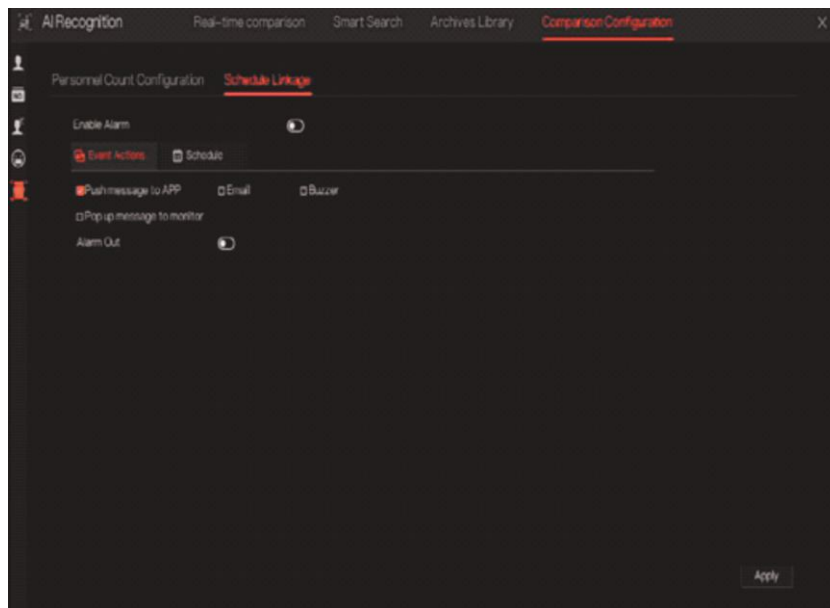 AI Recognition Real-time comparison Smart Search Archives Library Comparison Configuration X
Personnel Count Configuration Schedule Linkage
Enable Alarm
Event Actions Schedule
Push message to APP Email Buzzer
Pop up message to monitor
Alarm Out
Apply